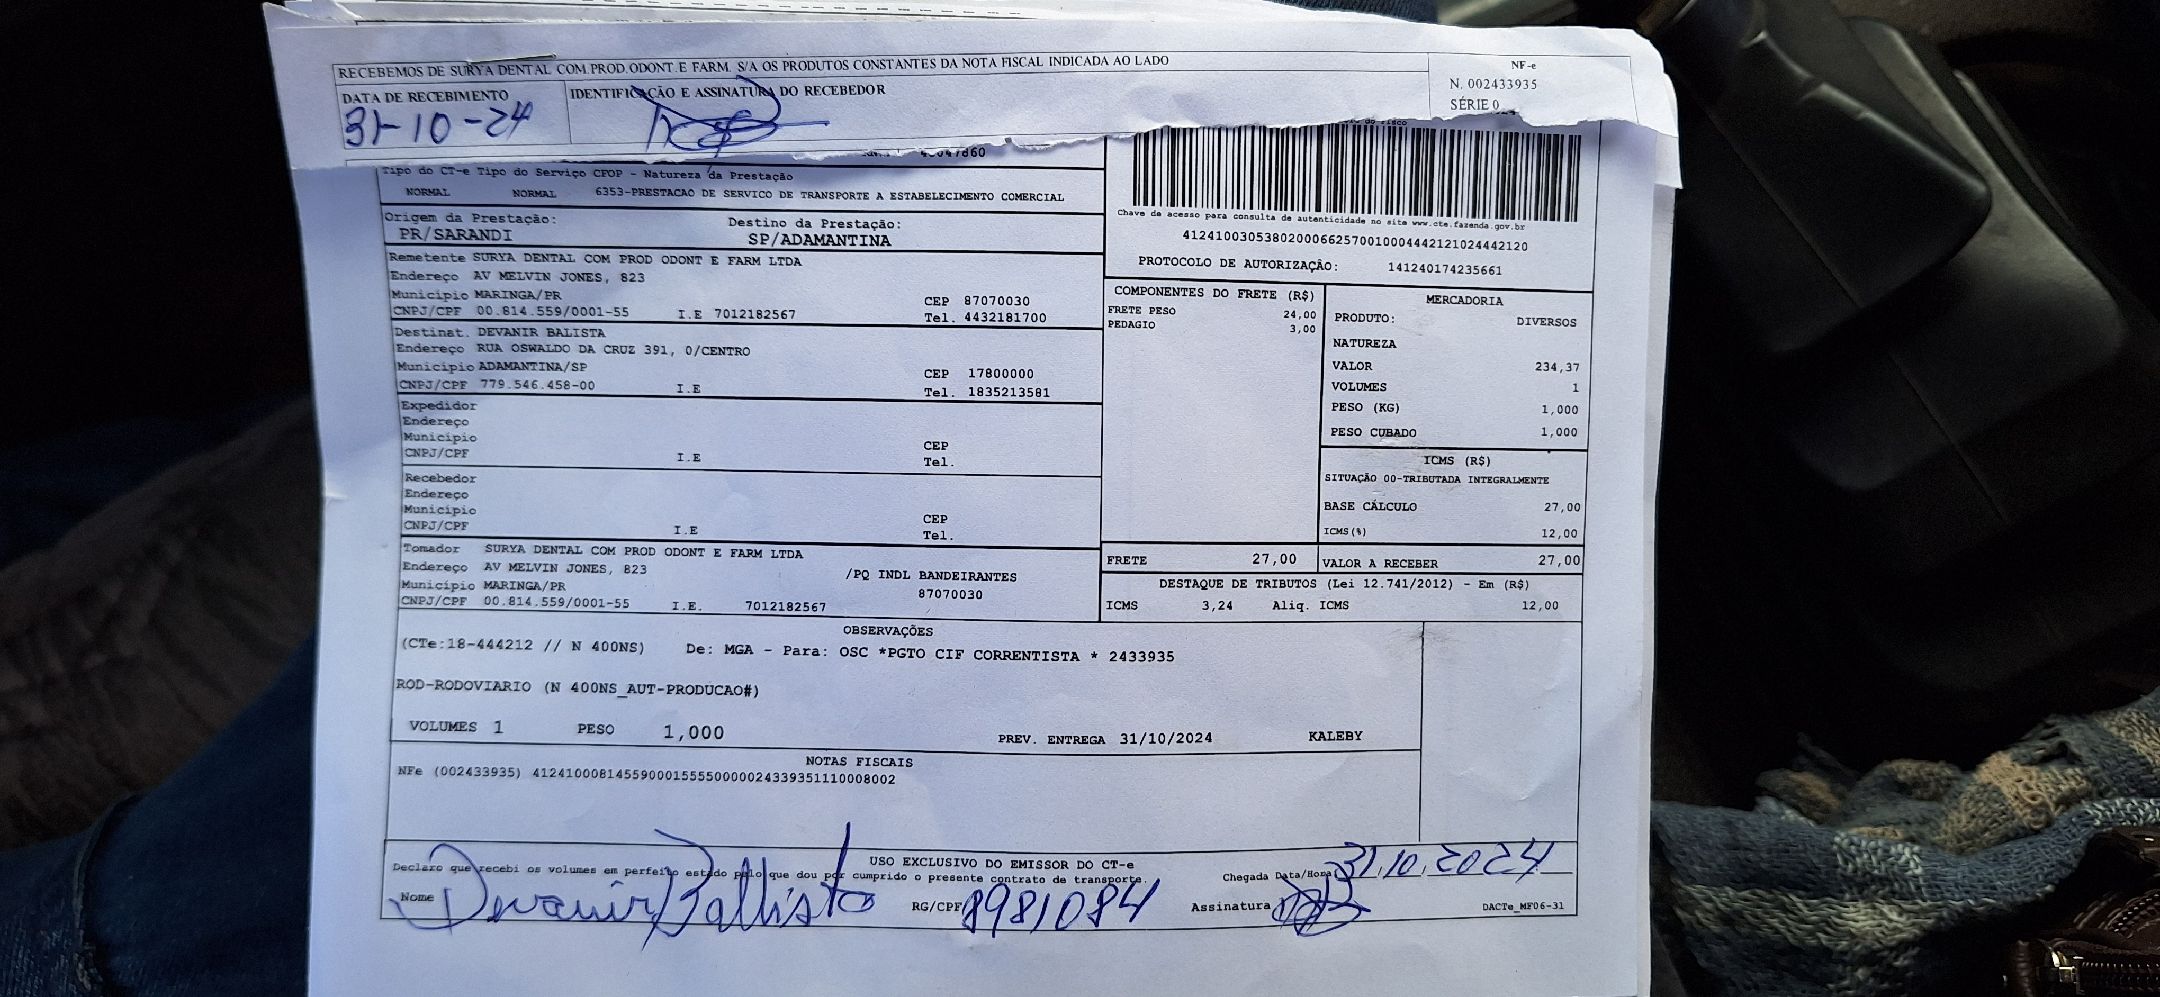 RECEBEMOS DE SURYA DENTAL COM.PROD.ODONT E FARM. S/A OS PRODUTOS CONSTANTES DA NOTA FISCAL INDICADA AO LADO
NF-e
N. 002433935
SÉRIE 0
DATA DE RECEBIMENTO
31-10-24
IDENTIFICAÇÃO E ASSINATURA DO RECEBEDOR
Tipo do CT-e Tipo do Serviço CFOP - Natureza da Prestação
NORMAL NORMAL 6353-PRESTACAO DE SERVICO DE TRANSPORTE A ESTABELECIMENTO COMERCIAL
Origem da Prestação: Destino da Prestação:
PR/SARANDI SP/ADAMANTINA
Chave de acesso para consulta de autenticidade no site www.cte.fazenda.gov.br
41241003053802000662570010004442121024442120
PROTOCOLO DE AUTORIZAÇÃO: 141240174235661
Remetente SURYA DENTAL COM PROD ODONT E FARM LTDA
Endereço AV MELVIN JONES, 823
Município MARINGA/PR CEP 87070030
CNPJ/CPF 00.814.559/0001-55 I.E 7012182567 Tel. 4432181700
Destinat. DEVANIR BALISTA
Endereço RUA OSWALDO DA CRUZ 391, 0/CENTRO
Município ADAMANTINA/SP CEP 17800000
CNPJ/CPF 779.546.458-00 I.E Tel. 1835213581
Expedidor
Endereço
Município CEP
CNPJ/CPF I.E Tel.
Recebedor
Endereço
Município CEP
CNPJ/CPF I.E Tel.
Tomador SURYA DENTAL COM PROD ODONT E FARM LTDA
Endereço AV MELVIN JONES, 823 /PQ INDL BANDEIRANTES
Município MARINGA/PR 87070030
CNPJ/CPF 00.814.559/0001-55 I.E. 7012182567
COMPONENTES DO FRETE (R$)
FRETE PESO 24,00
PEDAGIO 3,00
MERCADORIA
PRODUTO: DIVERSOS
NATUREZA
VALOR 234,37
VOLUMES 1
PESO (KG) 1,000
PESO CUBADO 1,000
ICMS (R$)
SITUAÇÃO 00-TRIBUTADA INTEGRALMENTE
BASE CÁLCULO 27,00
ICMS(%) 12,00
FRETE 27,00 VALOR A RECEBER 27,00
DESTAQUE DE TRIBUTOS (Lei 12.741/2012) - Em (R$)
ICMS 3,24 Aliq. ICMS 12,00
OBSERVAÇÕES
(CTe:18-444212 // N 400NS) De: MGA - Para: OSC *PGTO CIF CORRENTISTA * 2433935
ROD-RODOVIARIO (N 400NS_AUT-PRODUCAO#)
VOLUMES 1 PESO 1,000 PREV. ENTREGA 31/10/2024 KALEBY
NOTAS FISCAIS
NFe (002433935) 41241000814559000155550000024339351110008002
USO EXCLUSIVO DO EMISSOR DO CT-e
Declaro que recebi os volumes em perfeito estado pelo que dou por cumprido o presente contrato de transporte. Chegada Data/Hora 31.10.2024
Nome Devanir Ballista RG/CPF 8981084 Assinatura DACTe_MF06-31